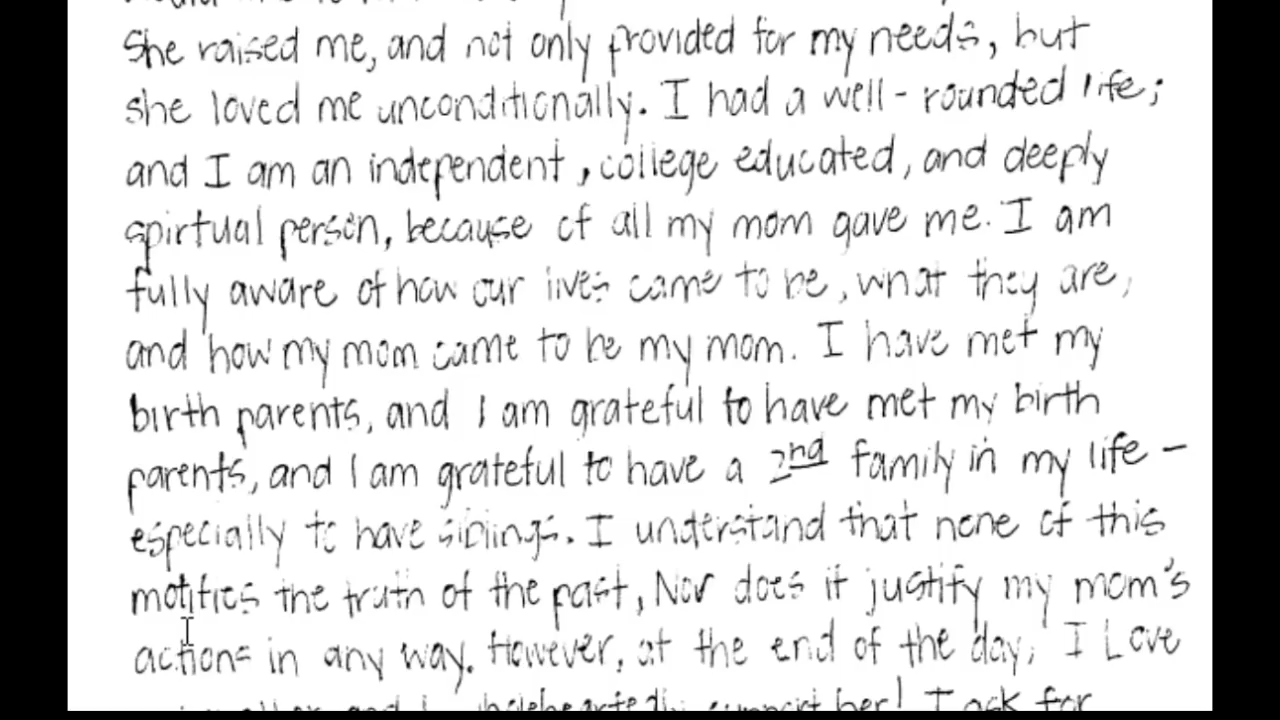 She raised me, and not only provided for my needs, but
she loved me unconditionally. I had a well-rounded life;
and I am an independent, college educated, and deeply
spirtual person, because of all my mom gave me. I am
fully aware of how our lives came to be, what they are,
and how my mom came to be my mom. I have met my
birth parents, and I am grateful to have met my birth
parents, and I am grateful to have a 2nd family in my life -
especially to have siblings. I understand that none of this
motifies the truth of the past, Nor does it justify my mom's
actions in any way. However, at the end of the day, I Love
and wholeheartedly support her! I ask for